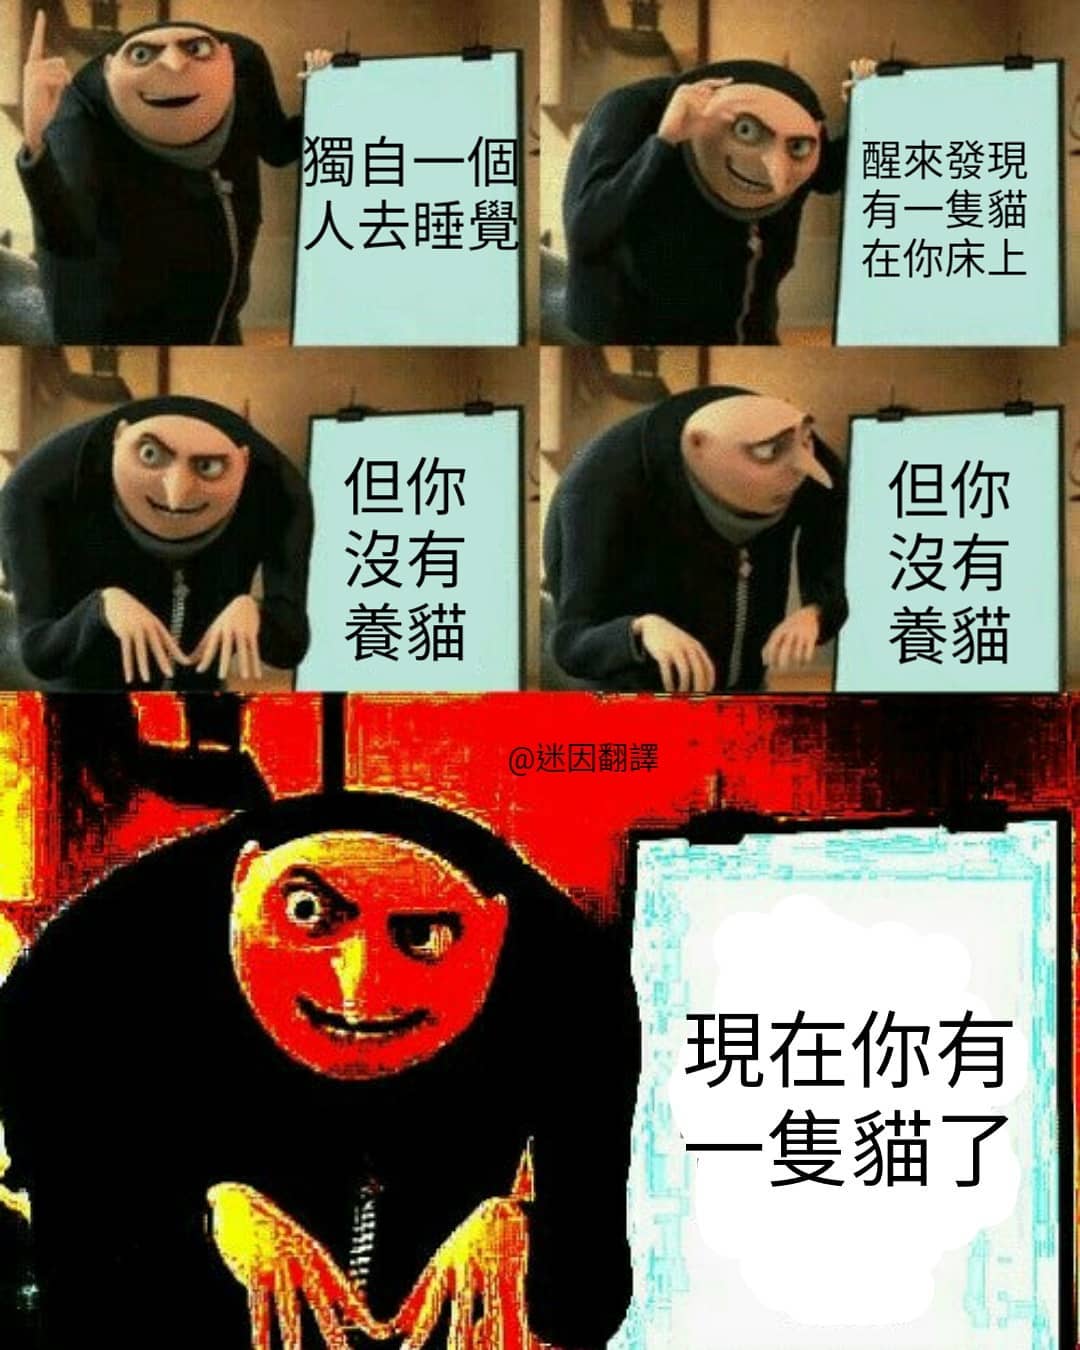 獨自一個
人去睡覺
醒來發現
有一隻貓
在你床上
但你
沒有
養貓
但你
沒有
養貓
@迷因翻譯
現在你有
一隻貓了